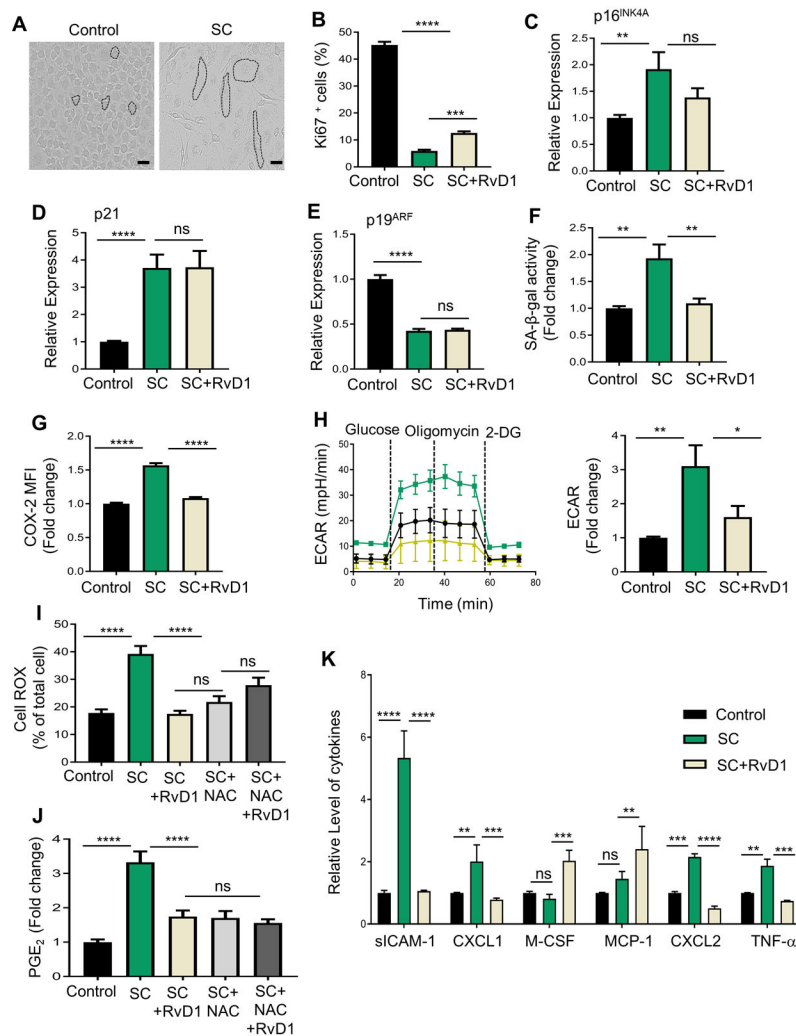 A
Control
SC
B
Ki67 + cells (%)
50
40
30
20
10
0
****
***
Control
SC
SC+RvD1
C
p16INK4A
Relative Expression
2.5
2.0
1.5
1.0
0.5
0.0
**
ns
Control
SC
SC+RvD1
D
p21
Relative Expression
5
4
3
2
1
0
****
ns
Control
SC
SC+RvD1
E
p19ARF
Relative Expression
1.5
1.0
0.5
0.0
****
ns
Control
SC
SC+RvD1
F
SA-β-gal activity
(Fold change)
2.5
2.0
1.5
1.0
0.5
0.0
**
**
Control
SC
SC+RvD1
G
COX-2 MFI
(Fold change)
2.0
1.5
1.0
0.5
0.0
****
****
Control
SC
SC+RvD1
H
Glucose
Oligomycin
2-DG
ECAR (mpH/min)
50
40
30
20
10
0
0
20
40
60
80
Time (min)
ECAR
(Fold change)
4
3
2
1
0
**
*
Control
SC
SC+RvD1
I
Cell ROX
(% of total cell)
50
40
30
20
10
0
****
****
ns
ns
Control
SC
SC
+RvD1
SC+
NAC
SC+
NAC
+RvD1
J
PGE2 (Fold change)
4
3
2
1
0
****
****
ns
Control
SC
SC
+RvD1
SC+
NAC
SC+
NAC
+RvD1
K
Relative Level of cytokines
8
6
4
2
0
Control
SC
SC+RvD1
****
****
**
***
ns
***
ns
**
***
****
**
***
sICAM-1
CXCL1
M-CSF
MCP-1
CXCL2
TNF-α